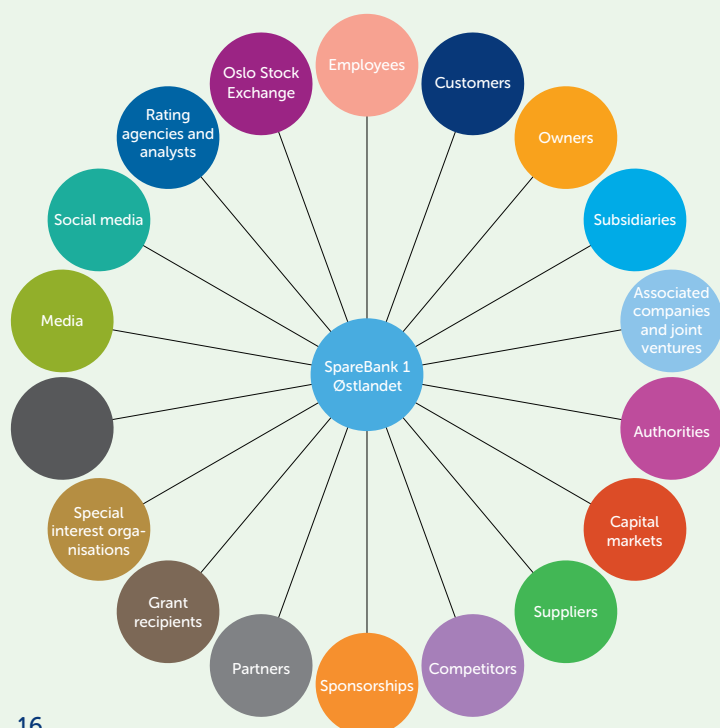 Employees
Customers
Owners
Subsidiaries
Associated
companies
and joint
ventures
Authorities
Capital
markets
Suppliers
Competitors
Sponsorships
Partners
Grant
recipients
Special
interest orga-
nisations
Media
Social media
Rating
agencies and
analysts
Oslo Stock
Exchange
SpareBank 1
Østlandet
16